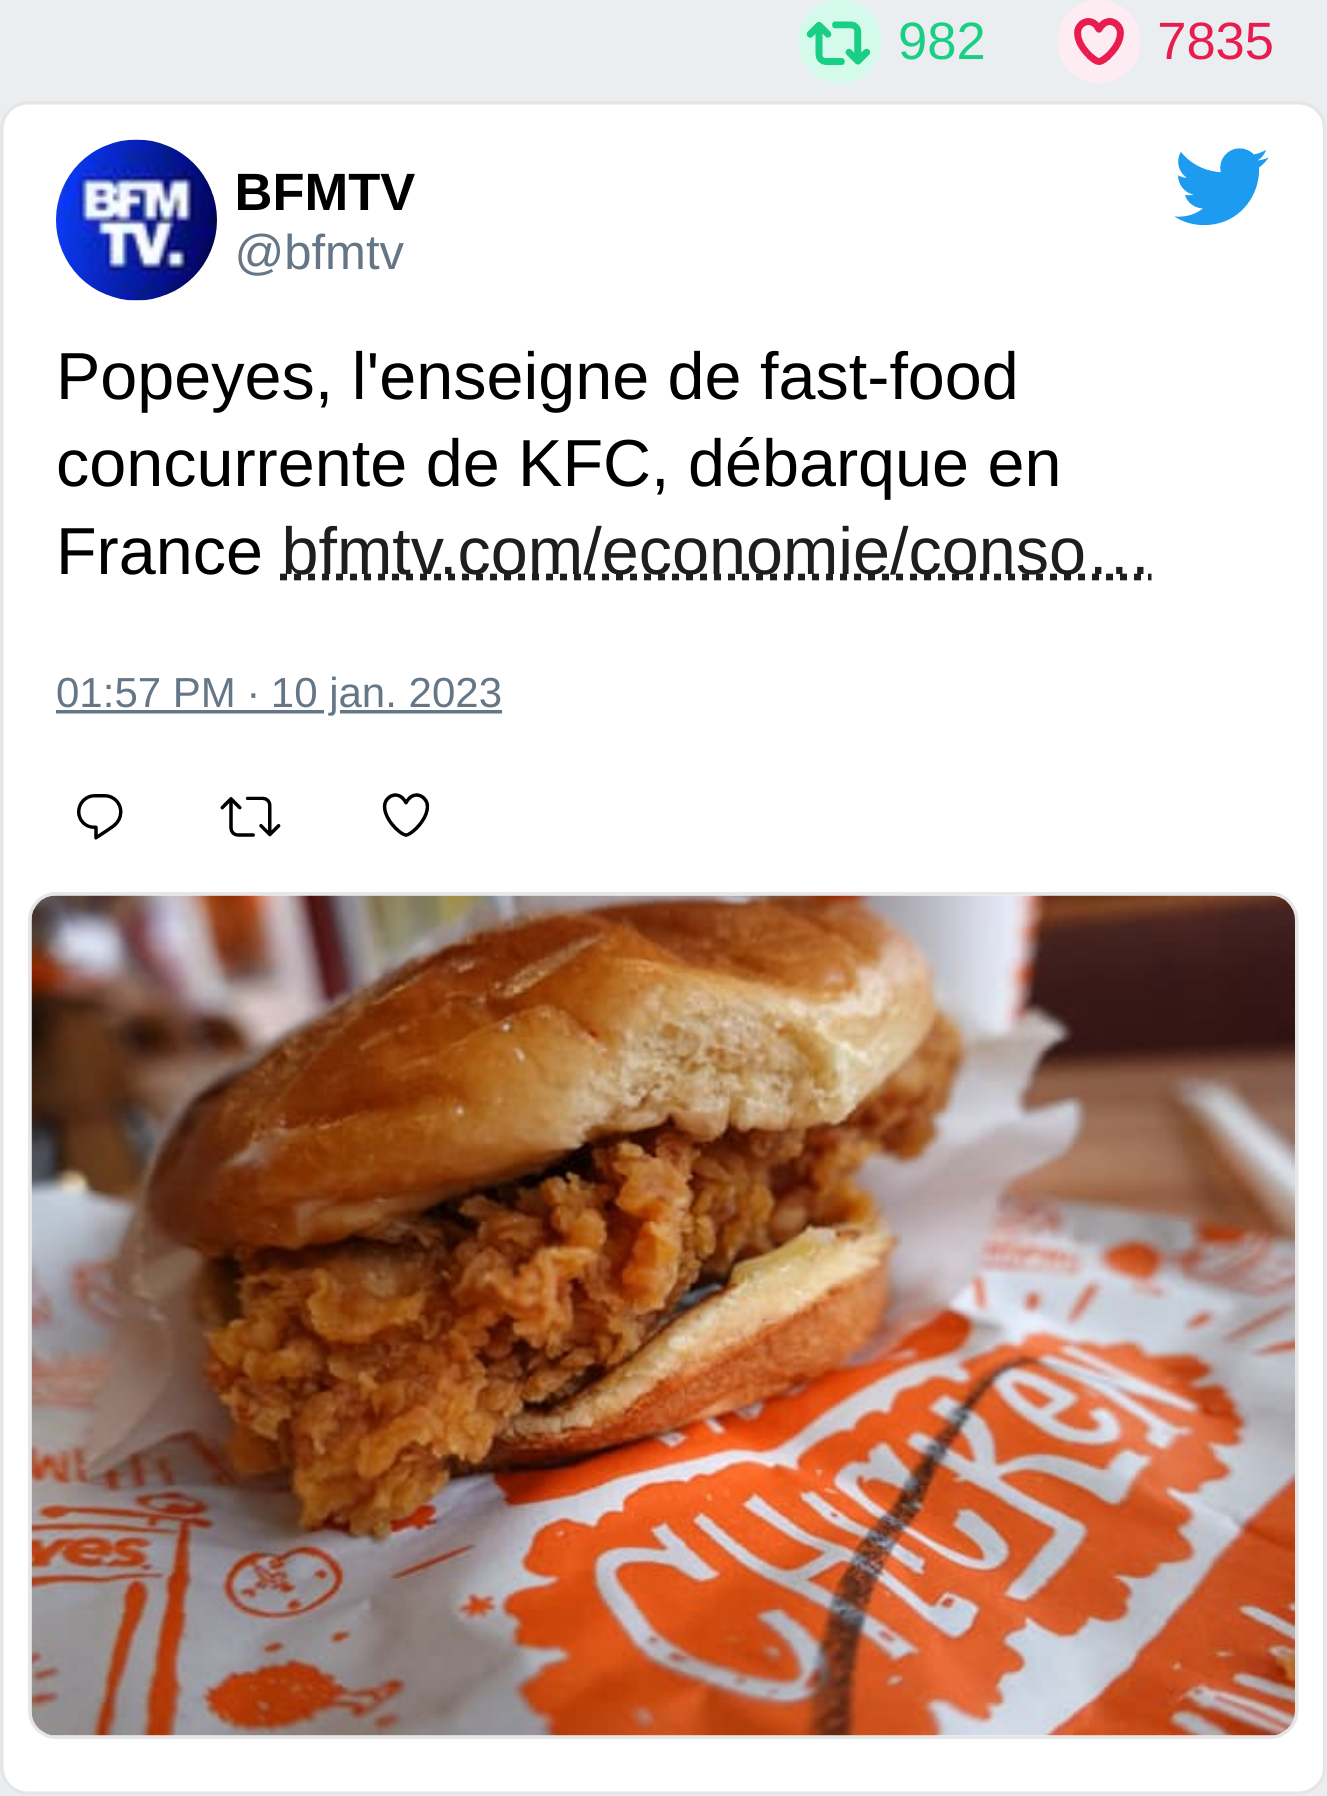 982 7835
BFM
TV.
BFMTV
@bfmtv
Popeyes, l'enseigne de fast-food
concurrente de KFC, débarque en
France bfmtv.com/economie/conso...
01:57 PM · 10 jan. 2023
CHICKEN
yes.